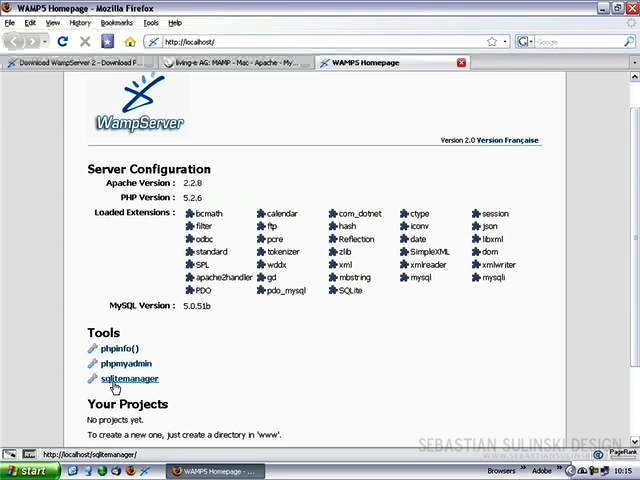 WAMP5 Homepage - Mozilla Firefox
File Edit View History Bookmarks Tools Help
http://localhost/
Google
Download WampServer 2 - Download P...
living-e AG: MAMP - Mac - Apache - My...
WAMP5 Homepage
WampServer
Version 2.0 Version Française
Server Configuration
Apache Version : 2.2.8
PHP Version : 5.2.6
Loaded Extensions : bcmath calendar com_dotnet ctype session
filter ftp hash iconv json
odbc pcre Reflection date libxml
standard tokenizer zlib SimpleXML dom
SPL wddx xml xmlreader xmlwriter
apache2handler gd mbstring mysql mysqli
PDO pdo_mysql SQLite
MySQL Version : 5.0.51b
Tools
phpinfo()
phpmyadmin
sqlitemanager
Your Projects
No projects yet.
To create a new one, just create a directory in 'www'.
SEBASTIAN SULINSKI DESIGN
http://localhost/sqlitemanager/
PageRank
start
WAMP5 Homepage - ...
Browsers
Adobe
10:15